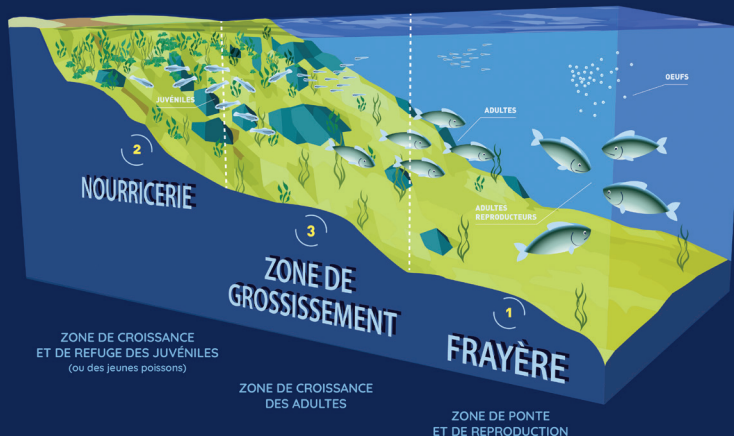 JUVÉNILES
ADULTES
OEUFS
ADULTES
REPRODUCTEURS
2
NOURRICERIE
3
ZONE DE
GROSSISSEMENT
1
FRAYÈRE
ZONE DE CROISSANCE
ET DE REFUGE DES JUVÉNILES
(ou des jeunes poissons)
ZONE DE CROISSANCE
DES ADULTES
ZONE DE PONTE
ET DE REPRODUCTION